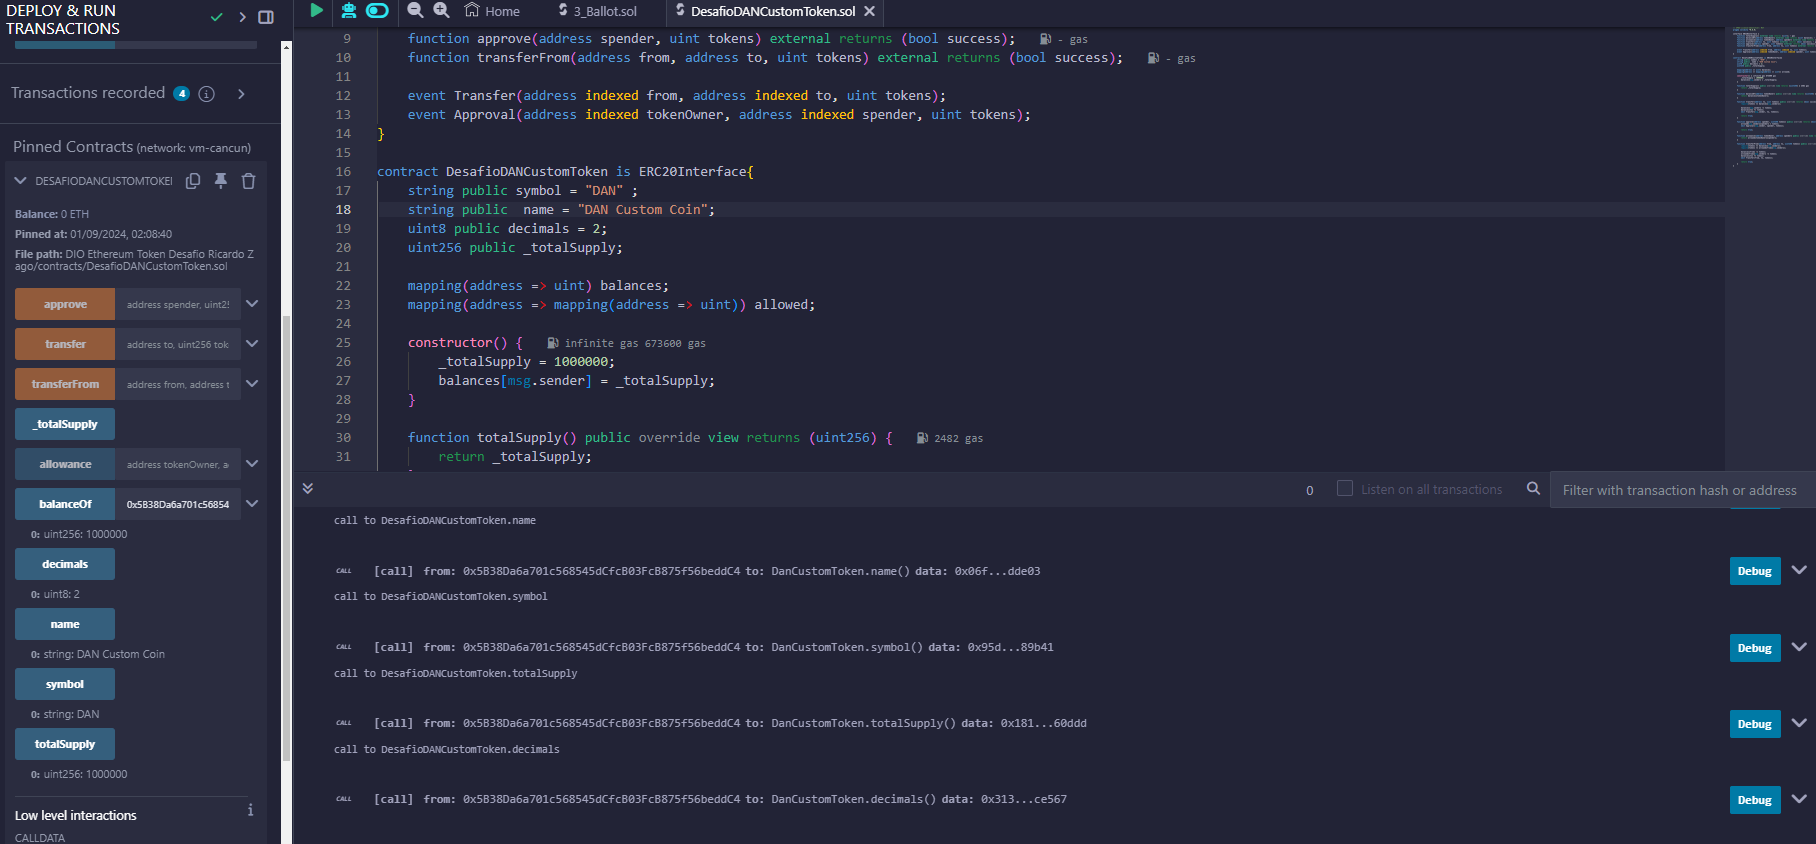 DEPLOY & RUN
TRANSACTIONS
Transactions recorded 4 i
Pinned Contracts (network: vm-cancun)
DESAFIODANCUSTOMTOKEI
Balance: 0 ETH
Pinned at: 01/09/2024, 02:08:40
File path: DIO Ethereum Token Desafio Ricardo Z
ago/contracts/DesafioDANCustomToken.sol
approve address spender, uint2!
transfer address to, uint256 tok
transferFrom address from, address t
_totalSupply
allowance address tokenOwner, a
balanceOf 0x5B38Da6a701c56854
0: uint256: 1000000
decimals
0: uint8: 2
name
0: string: DAN Custom Coin
symbol
0: string: DAN
totalSupply
0: uint256: 1000000
Low level interactions i
CALLDATA
Home 3_Ballot.sol DesafioDANCustomToken.sol
9 function approve(address spender, uint tokens) external returns (bool success); - gas
10 function transferFrom(address from, address to, uint tokens) external returns (bool success); - gas
11
12 event Transfer(address indexed from, address indexed to, uint tokens);
13 event Approval(address indexed tokenOwner, address indexed spender, uint tokens);
14 }
15
16 contract DesafioDANCustomToken is ERC20Interface{
17 string public symbol = "DAN" ;
18 string public  name = "DAN Custom Coin";
19 uint8 public decimals = 2;
20 uint256 public _totalSupply;
21
22 mapping(address => uint) balances;
23 mapping(address => mapping(address => uint)) allowed;
24
25 constructor() { infinite gas 673600 gas
26 _totalSupply = 1000000;
27 balances[msg.sender] = _totalSupply;
28 }
29
30 function totalSupply() public override view returns (uint256) { 2482 gas
31 return _totalSupply;
0 Listen on all transactions Filter with transaction hash or address
call to DesafioDANCustomToken.name
CALL [call] from: 0x5B38Da6a701c568545dCfcB03FcB875f56beddC4 to: DanCustomToken.name() data: 0x06f...dde03 Debug
call to DesafioDANCustomToken.symbol
CALL [call] from: 0x5B38Da6a701c568545dCfcB03FcB875f56beddC4 to: DanCustomToken.symbol() data: 0x95d...89b41 Debug
call to DesafioDANCustomToken.totalSupply
CALL [call] from: 0x5B38Da6a701c568545dCfcB03FcB875f56beddC4 to: DanCustomToken.totalSupply() data: 0x181...60ddd Debug
call to DesafioDANCustomToken.decimals
CALL [call] from: 0x5B38Da6a701c568545dCfcB03FcB875f56beddC4 to: DanCustomToken.decimals() data: 0x313...ce567 Debug